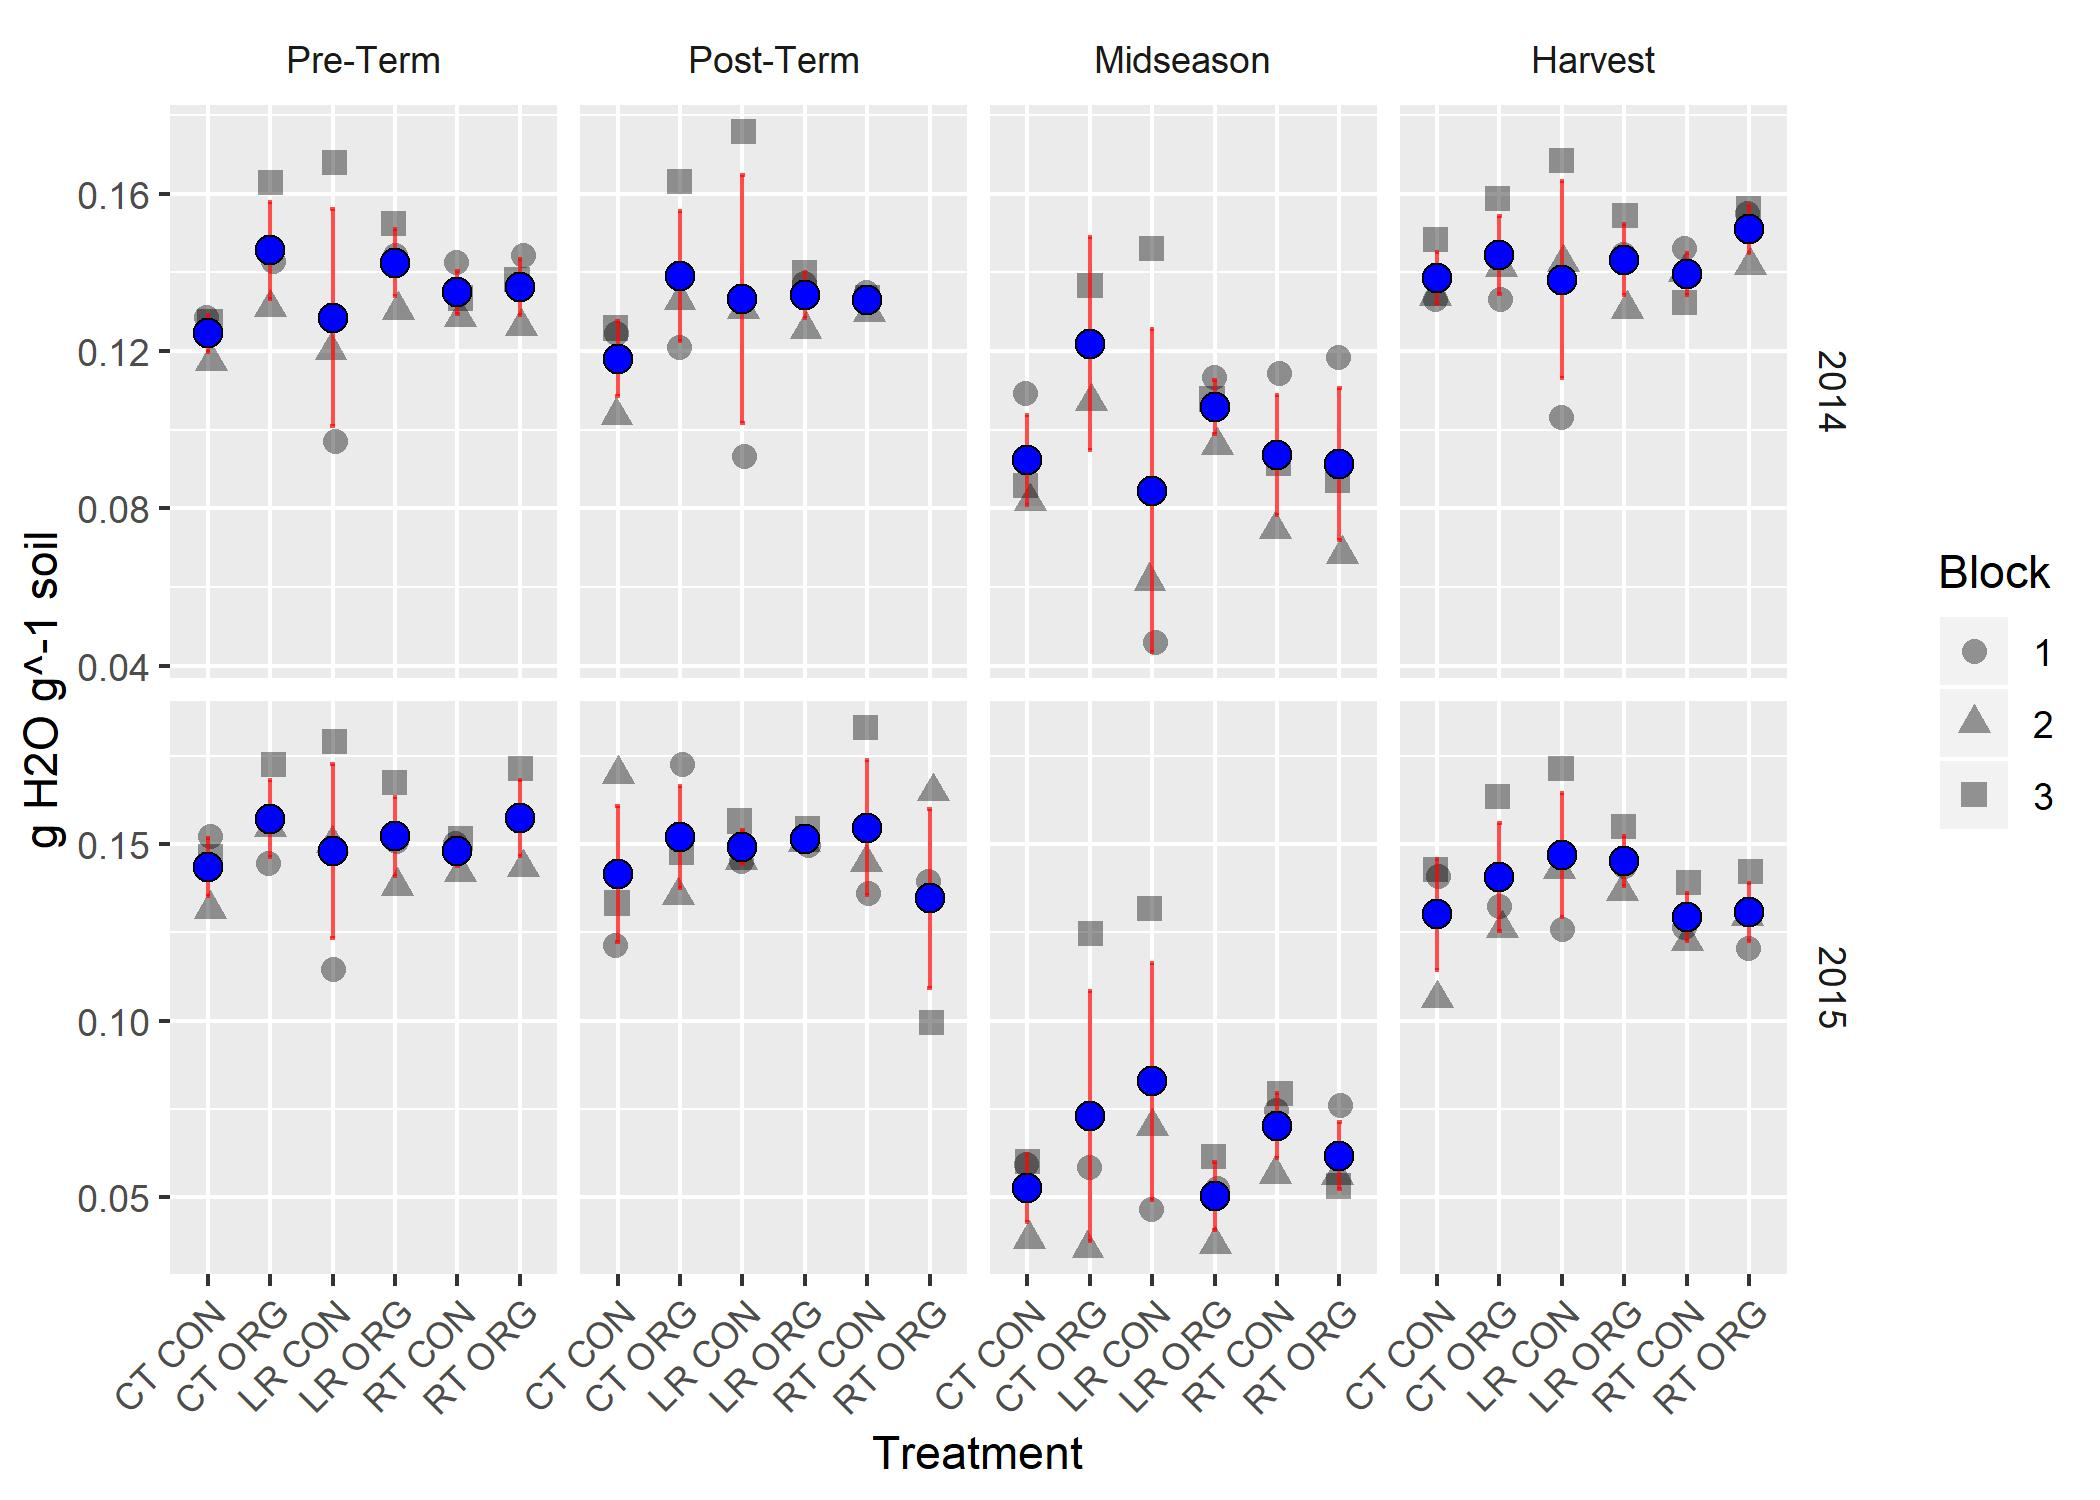 Pre-Term
Post-Term
Midseason
Harvest
0.16
0.12
0.08
0.04
2014
0.15
0.10
0.05
2015
g H2O g^-1 soil
CT CON
CT ORG
LR CON
LR ORG
RT CON
RT ORG
CT CON
CT ORG
LR CON
LR ORG
RT CON
RT ORG
CT CON
CT ORG
LR CON
LR ORG
RT CON
RT ORG
CT CON
CT ORG
LR CON
LR ORG
RT CON
RT ORG
Treatment
Block
1
2
3